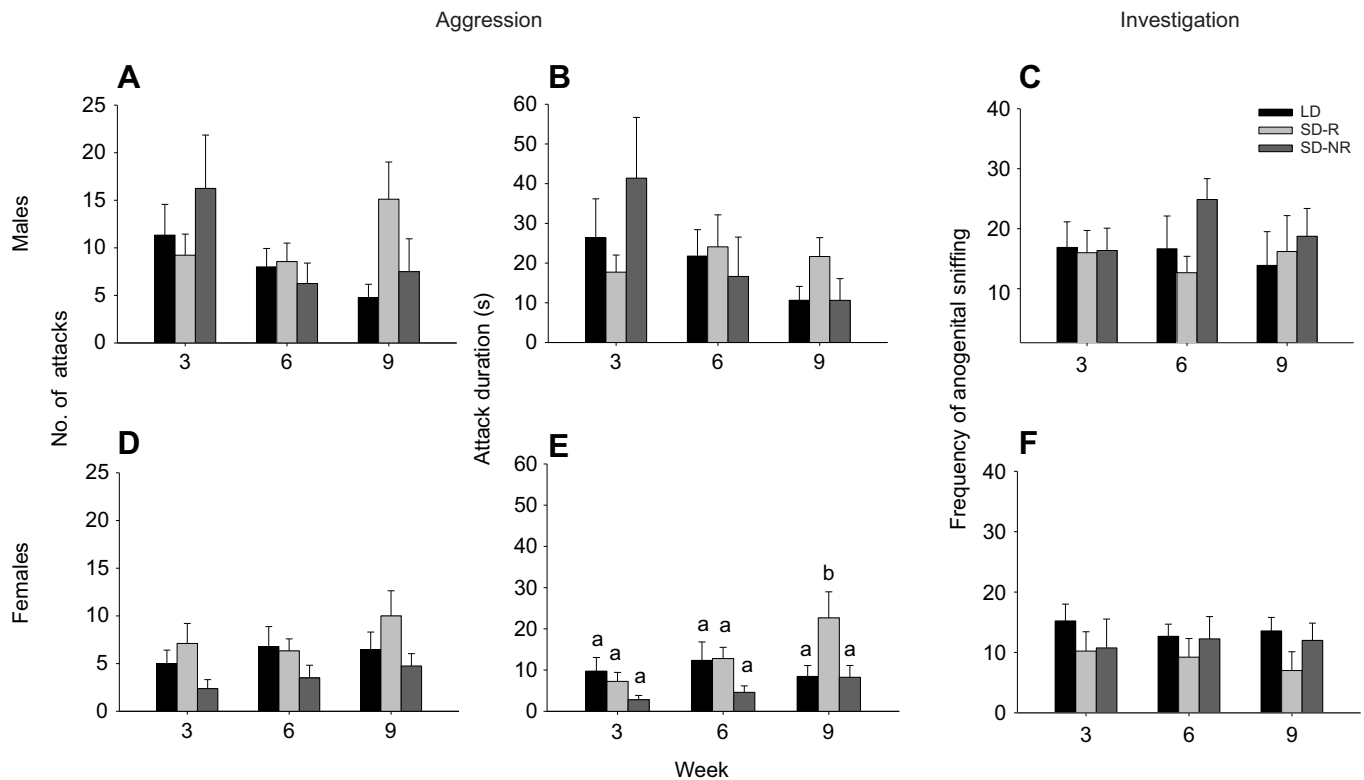 Aggression
Investigation
A
B
C
25
20
15
10
5
0
60
50
40
30
20
10
0
40
30
20
10
LD
SD-R
SD-NR
3
6
9
3
6
9
3
6
9
Males
Females
No. of attacks
Attack duration (s)
Frequency of anogenital sniffing
D
E
F
25
20
15
10
5
0
60
50
40
30
20
10
0
a
a
a
a
a
a
a
b
a
40
30
20
10
0
3
6
9
3
6
9
3
6
9
Week